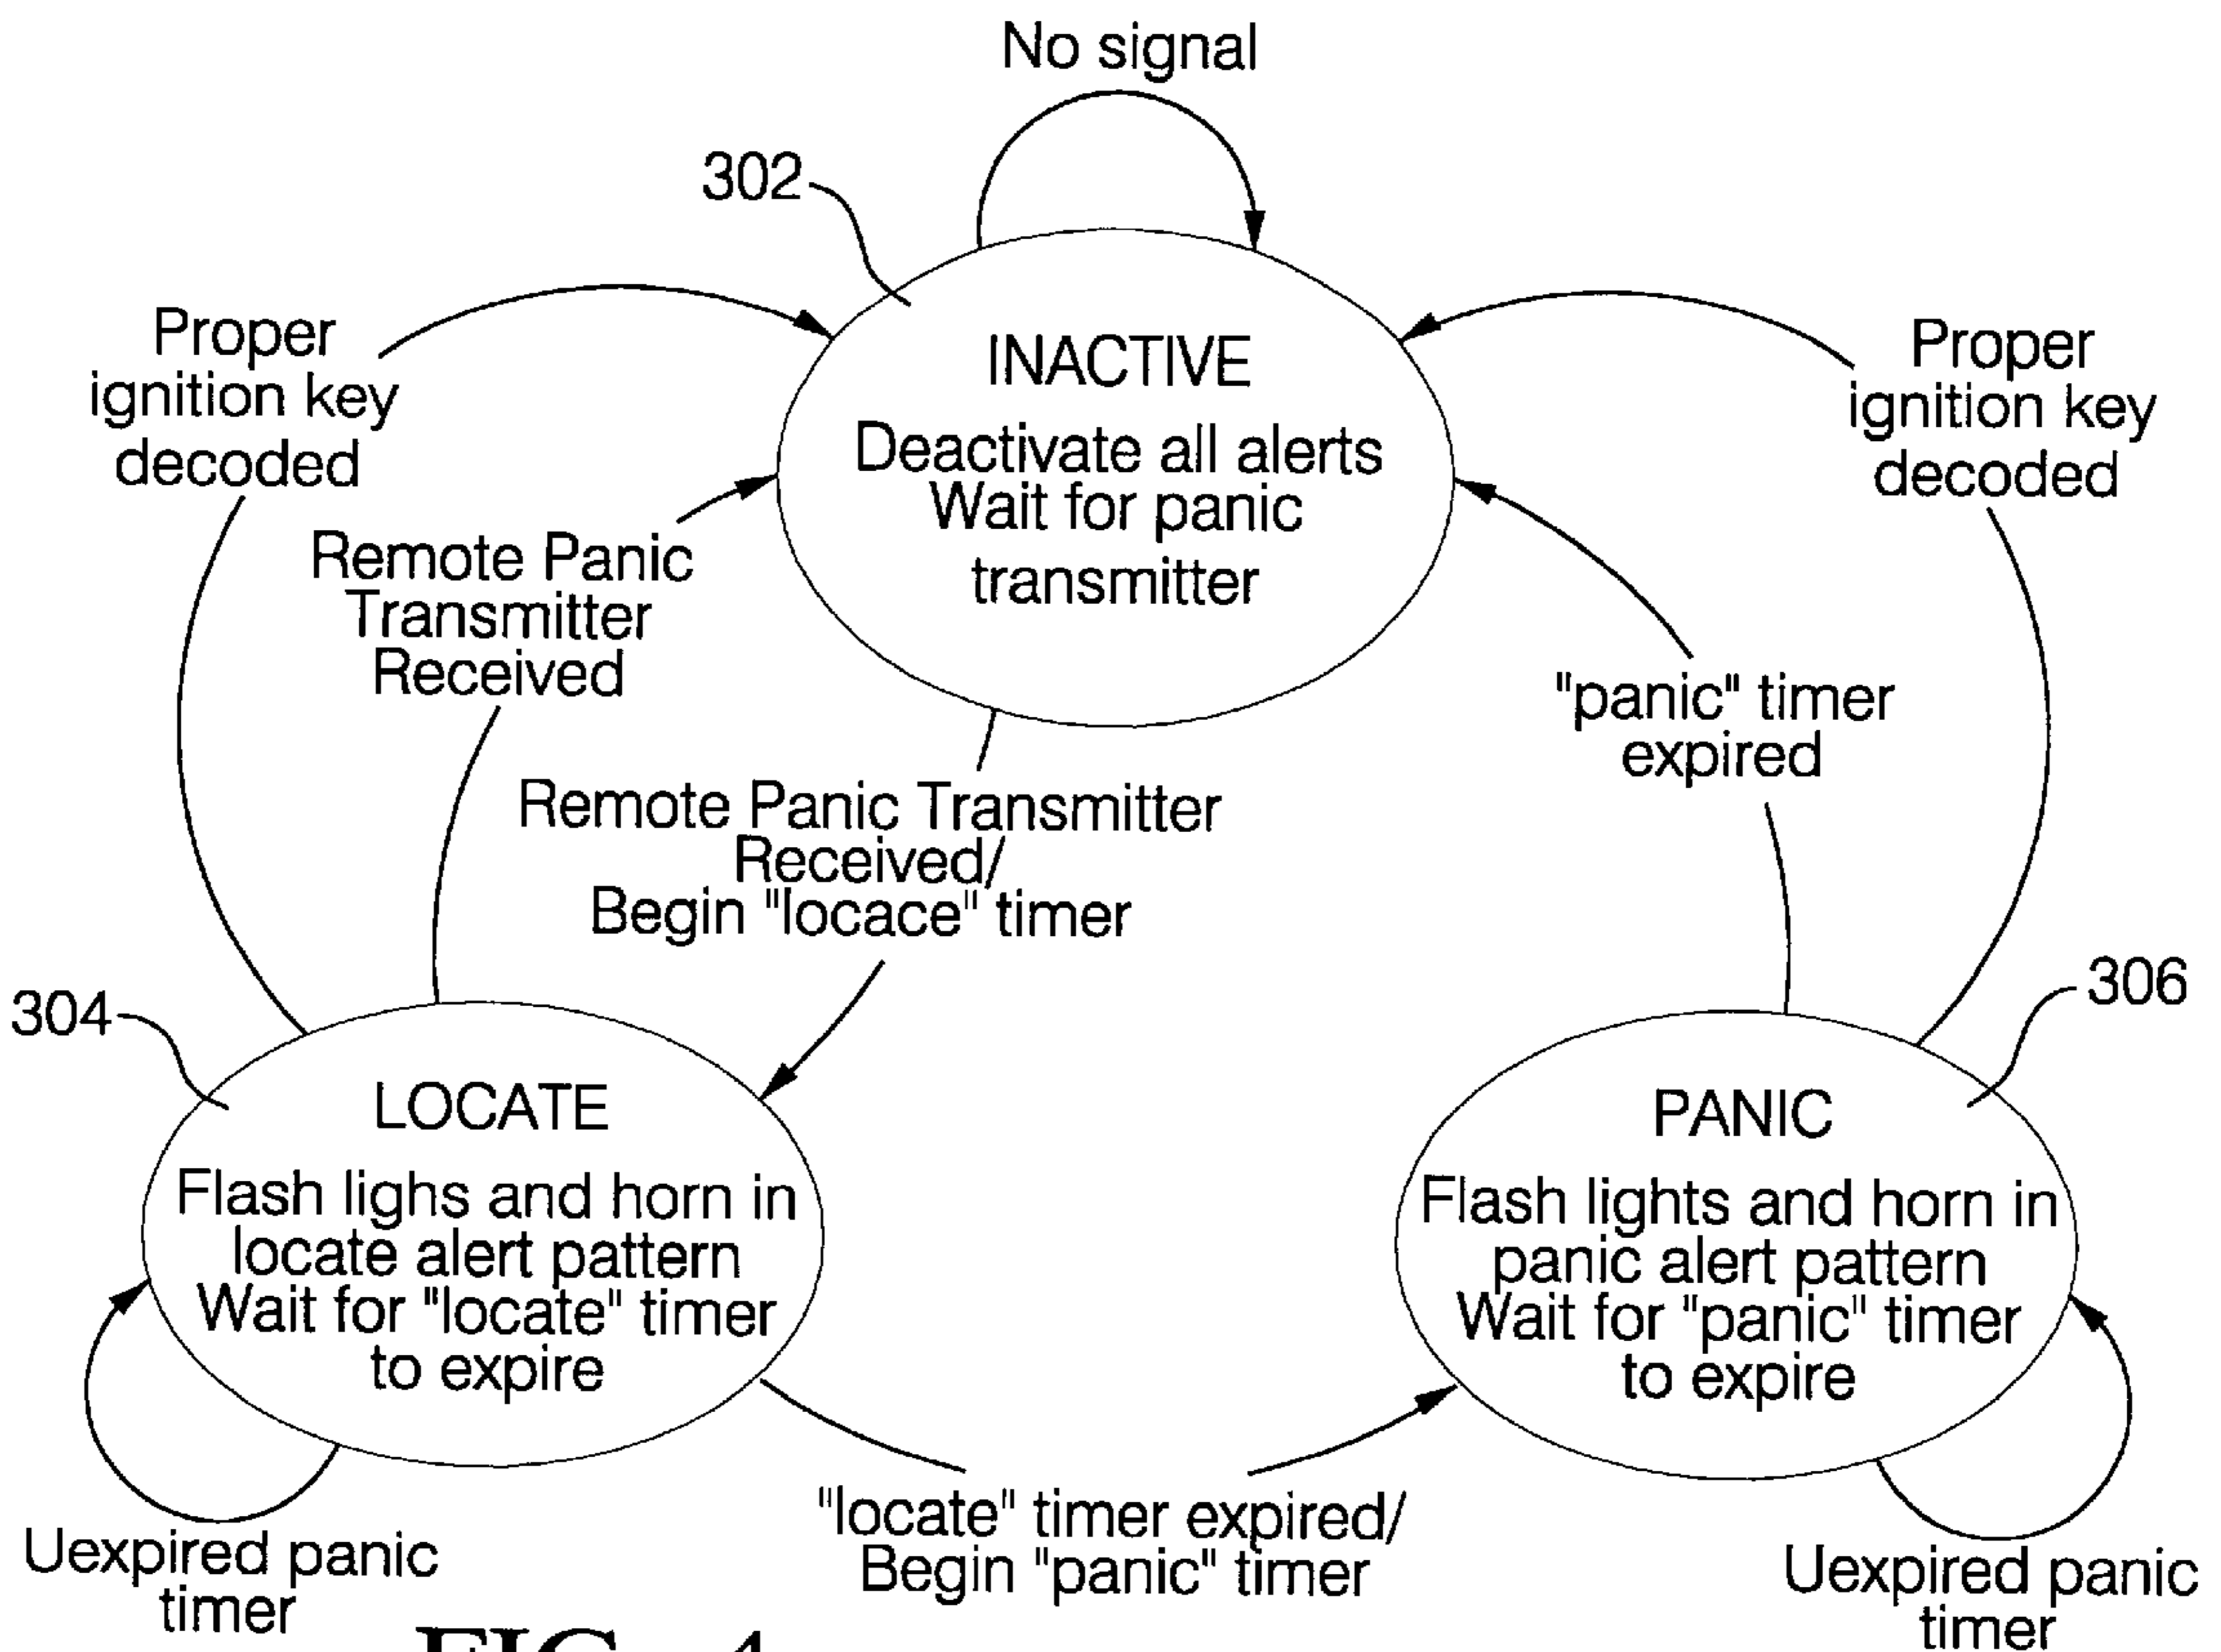 No signal
302
INACTIVE
Deactivate all alerts
Wait for panic
transmitter
Proper
ignition key
decoded
Proper
ignition key
decoded
Remote Panic
Transmitter
Received
Remote Panic Transmitter
Received/
Begin "locace" timer
"panic" timer
expired
304
LOCATE
Flash lighs and horn in
locate alert pattern
Wait for "locate" timer
to expire
306
PANIC
Flash lights and horn in
panic alert pattern
Wait for "panic" timer
to expire
Uexpired panic
timer
"locate" timer expired/
Begin "panic" timer
Uexpired panic
timer
FIG. 4